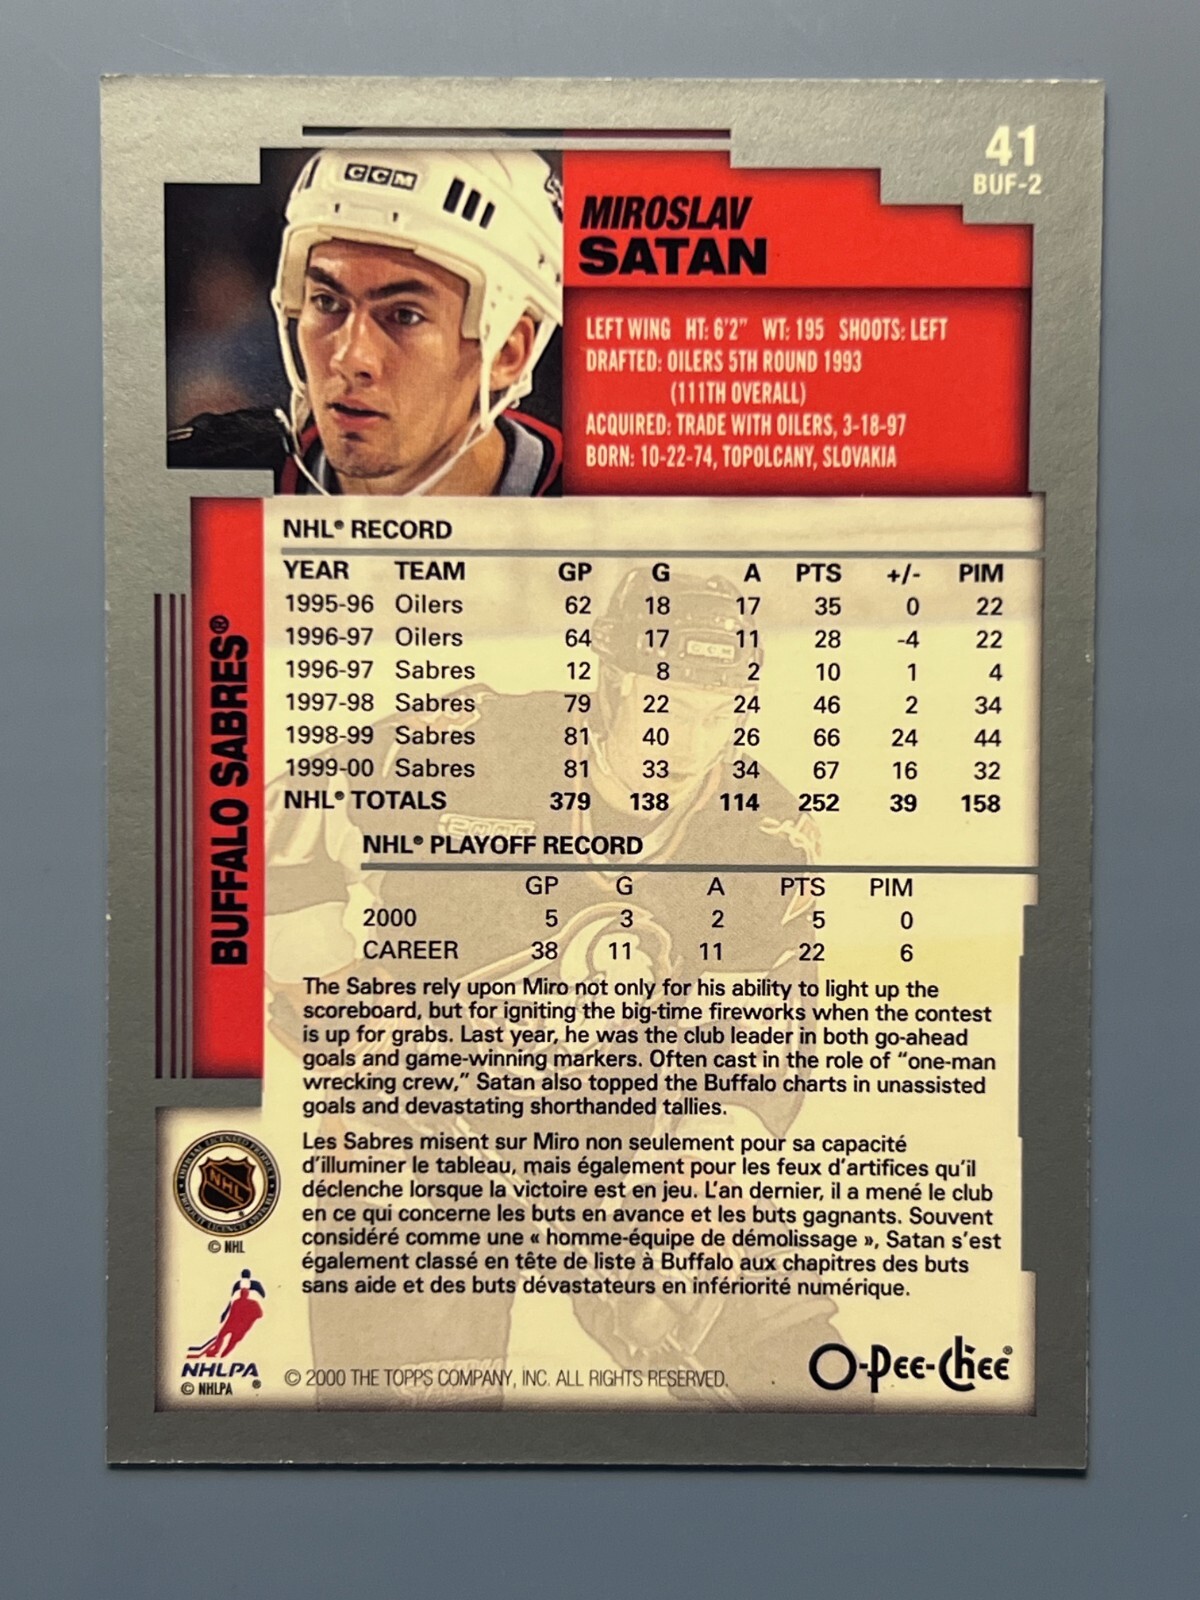 41
BUF-2
CCM
MIROSLAV
SATAN
LEFT WING HT: 6'2" WT: 195 SHOOTS: LEFT
DRAFTED: OILERS 5TH ROUND 1993
(111TH OVERALL)
ACQUIRED: TRADE WITH OILERS, 3-18-97
BORN: 10-22-74, TOPOLCANY, SLOVAKIA
BUFFALO SABRES®
NHL® RECORD
YEAR TEAM GP G A PTS +/- PIM
1995-96 Oilers 62 18 17 35 0 22
1996-97 Oilers 64 17 11 28 -4 22
1996-97 Sabres 12 8 2 10 1 4
1997-98 Sabres 79 22 24 46 2 34
1998-99 Sabres 81 40 26 66 24 44
1999-00 Sabres 81 33 34 67 16 32
NHL® TOTALS 379 138 114 252 39 158
NHL® PLAYOFF RECORD
GP G A PTS PIM
2000 5 3 2 5 0
CAREER 38 11 11 22 6
The Sabres rely upon Miro not only for his ability to light up the
scoreboard, but for igniting the big-time fireworks when the contest
is up for grabs. Last year, he was the club leader in both go-ahead
goals and game-winning markers. Often cast in the role of "one-man
wrecking crew," Satan also topped the Buffalo charts in unassisted
goals and devastating shorthanded tallies.
Les Sabres misent sur Miro non seulement pour sa capacité
d'illuminer le tableau, mais également pour les feux d'artifices qu'il
déclenche lorsque la victoire est en jeu. L'an dernier, il a mené le club
en ce qui concerne les buts en avance et les buts gagnants. Souvent
considéré comme une « homme-équipe de démolissage », Satan s'est
également classé en tête de liste à Buffalo aux chapitres des buts
sans aide et des buts dévastateurs en infériorité numérique.
NHL
© NHL
NHLPA
© NHLPA ®
© 2000 THE TOPPS COMPANY, INC. ALL RIGHTS RESERVED.
O-Pee-Chee®